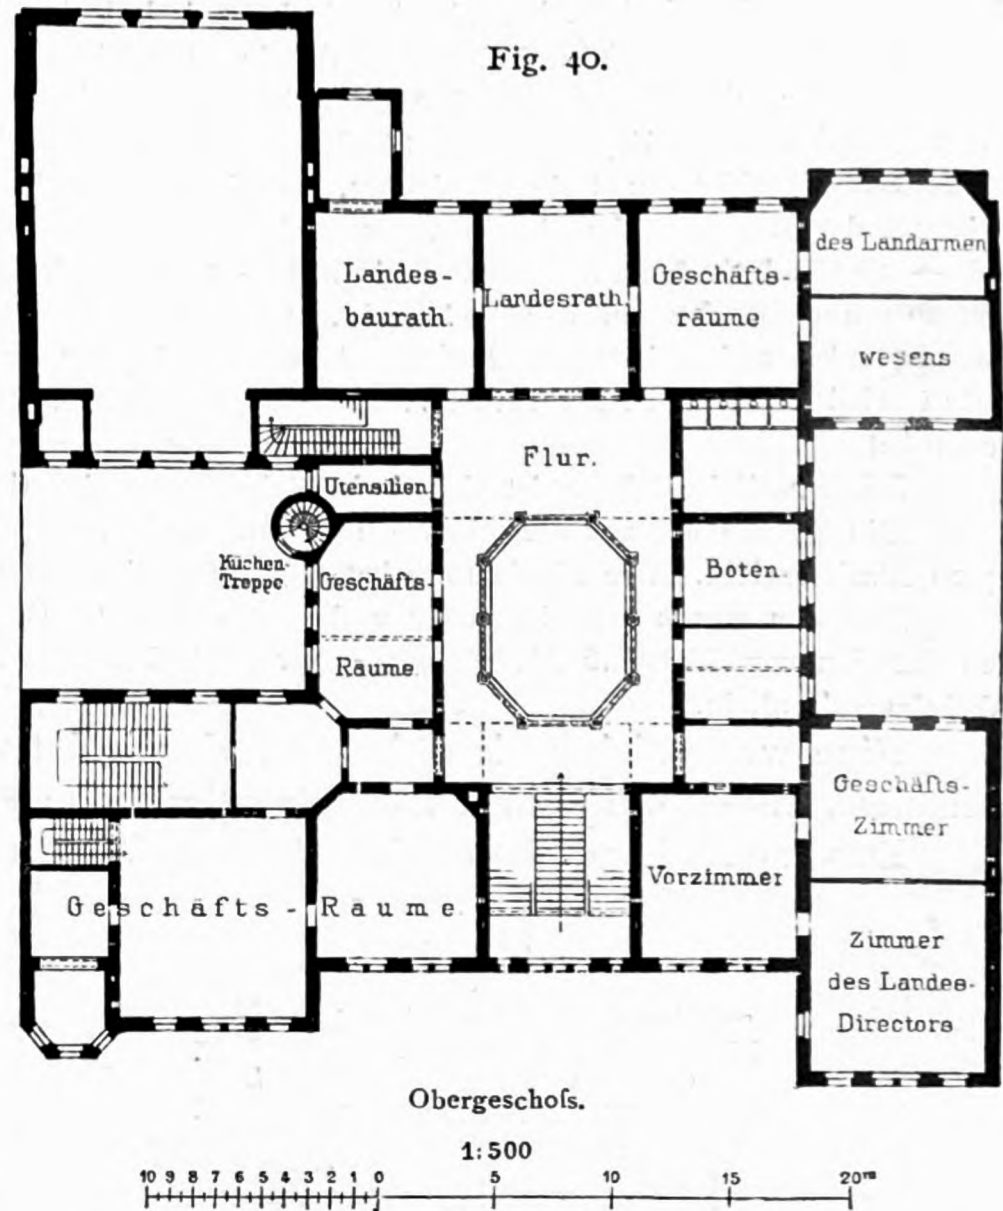 Fig. 40.
des Landarmen
Landes-
baurath.
Landesrath.
Geschäfts-
räume
wesens
Flur.
Utensilien.
Küchen-
Treppe.
Geschäfts-
Räume.
Boten.
Geschäfts-
Zimmer
Vorzimmer
Geschäfts - Räume.
Zimmer
des Landes-
Directors
Obergeschoſs.
1:500
10 9 8 7 6 5 4 3 2 1 0 5 10 15 20ᵐ